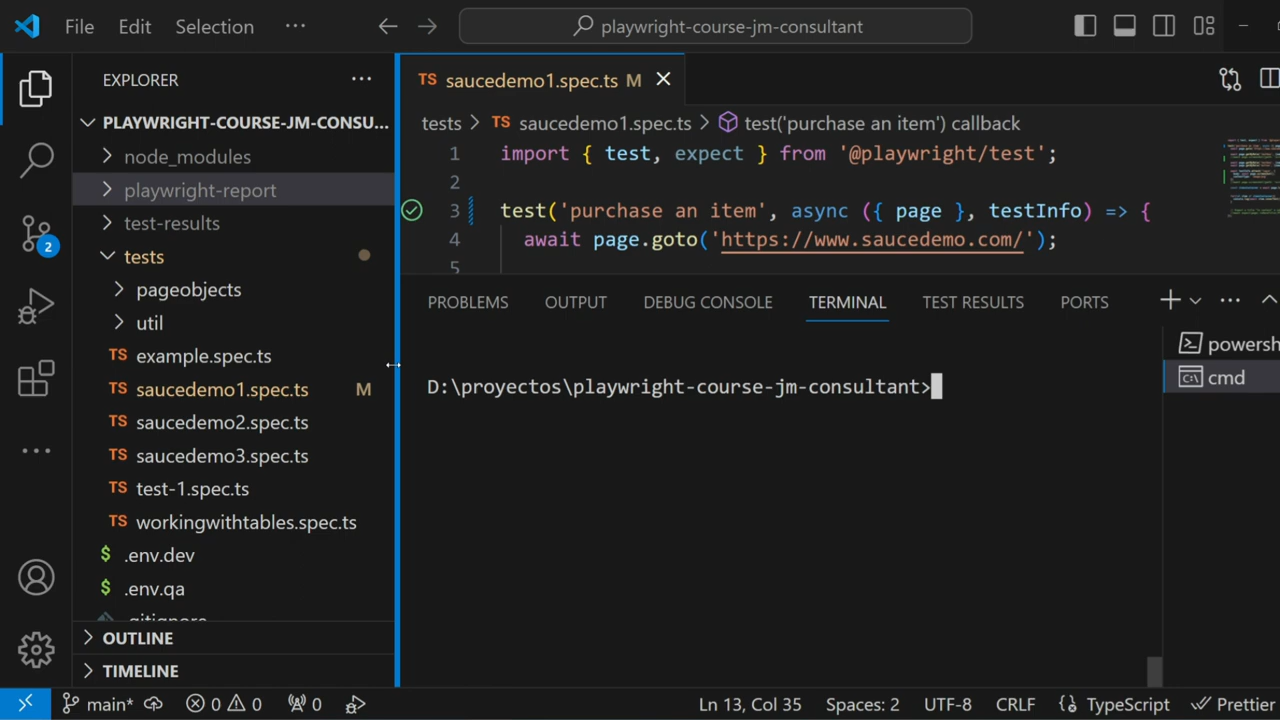 File Edit Selection ··· playwright-course-jm-consultant
EXPLORER ···
PLAYWRIGHT-COURSE-JM-CONSU...
node_modules
playwright-report
test-results
tests
pageobjects
util
TS example.spec.ts
TS saucedemo1.spec.ts M
TS saucedemo2.spec.ts
TS saucedemo3.spec.ts
TS test-1.spec.ts
TS workingwithtables.spec.ts
$ .env.dev
$ .env.qa
.gitignore
OUTLINE
TIMELINE
2
TS saucedemo1.spec.ts M
tests > TS saucedemo1.spec.ts > test('purchase an item') callback
1 import { test, expect } from '@playwright/test';
2
3 test('purchase an item', async ({ page }, testInfo) => {
4 await page.goto('https://www.saucedemo.com/');
5
PROBLEMS OUTPUT DEBUG CONSOLE TERMINAL TEST RESULTS PORTS
D:\proyectos\playwright-course-jm-consultant>
powersh
cmd
main* 0 0 0 Ln 13, Col 35 Spaces: 2 UTF-8 CRLF TypeScript Prettier